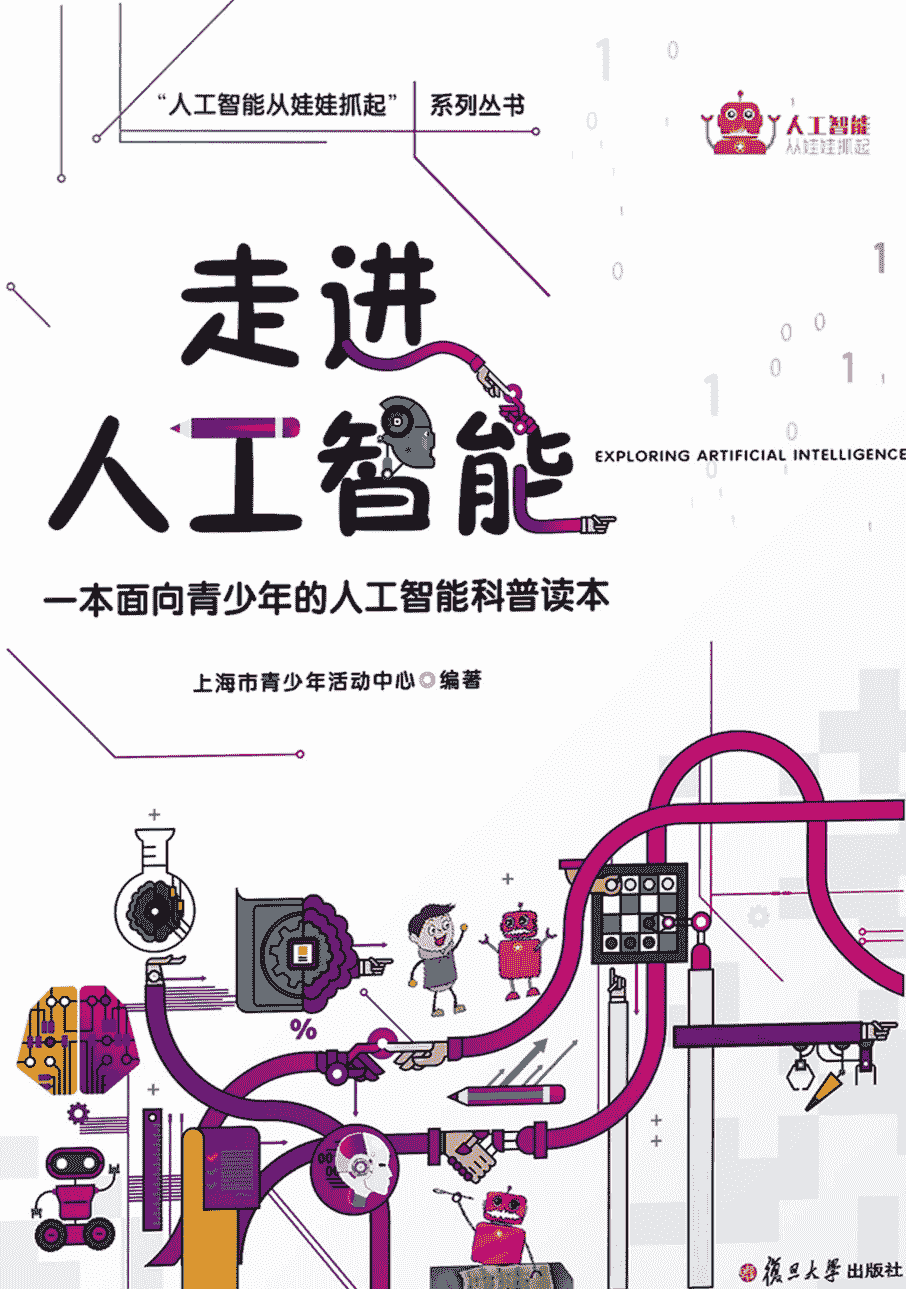 “人工智能从娃娃抓起” 系列丛书
人工智能
从娃娃抓起
走进
人工智能
EXPLORING ARTIFICIAL INTELLIGENCE
一本面向青少年的人工智能科普读本
上海市青少年活动中心 编著
%
復旦大學出版社